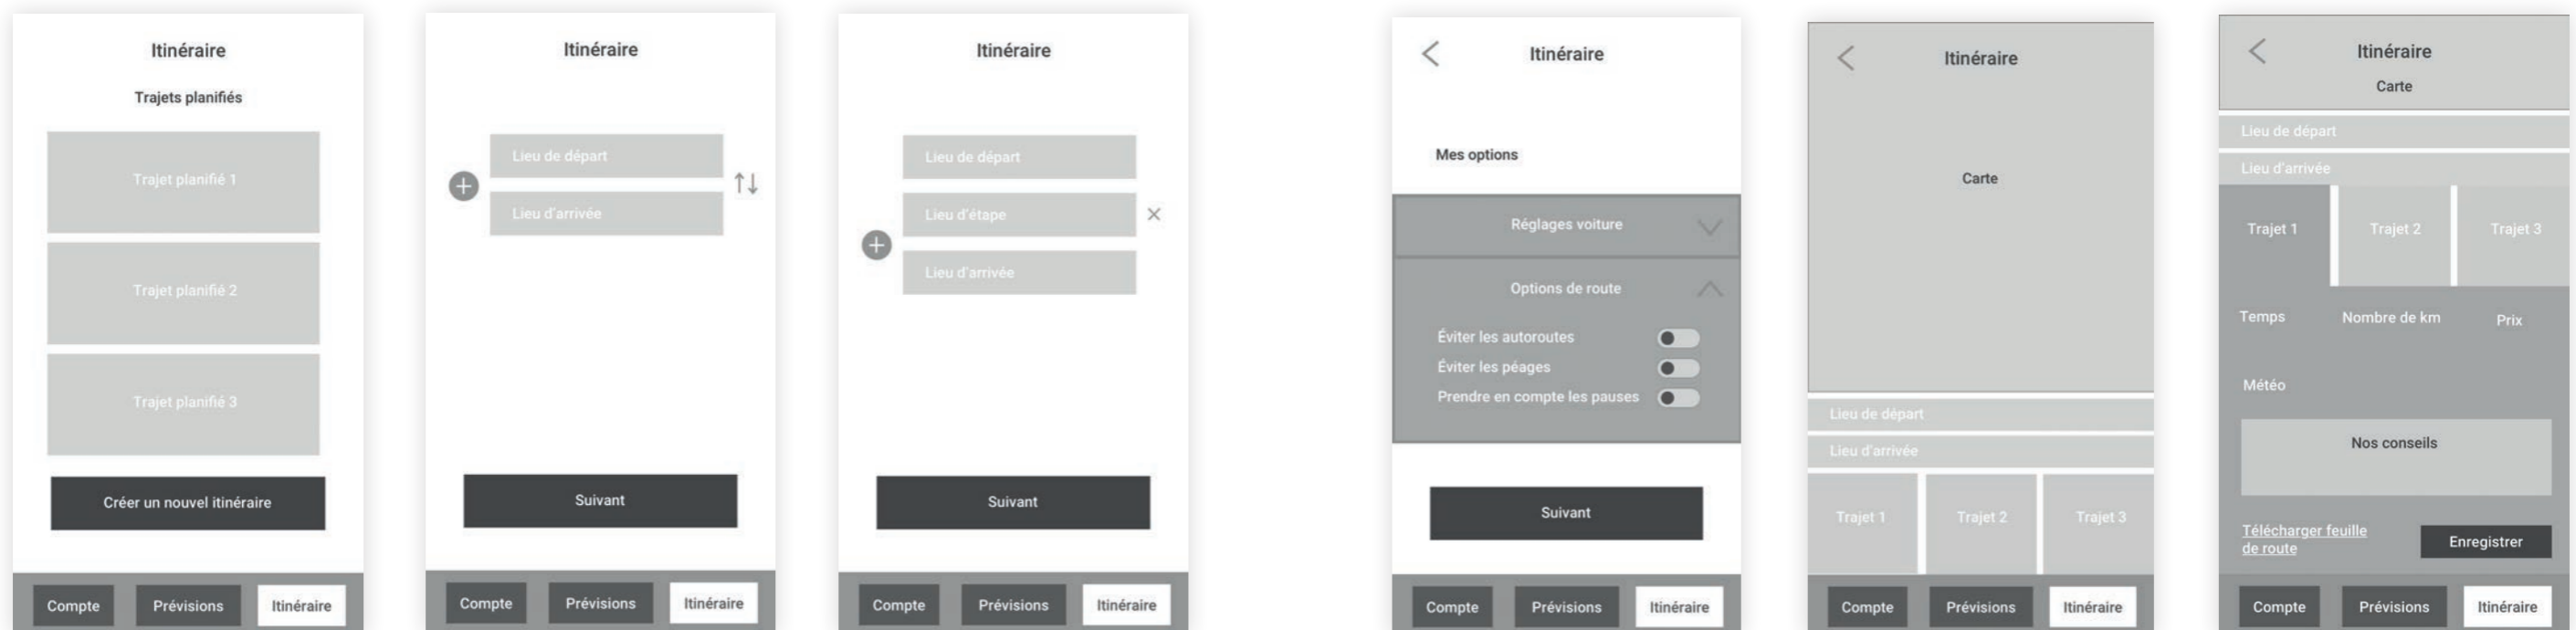 Itinéraire
Trajets planifiés
Trajet planifié 1
Trajet planifié 2
Trajet planifié 3
Créer un nouvel itinéraire
Compte
Prévisions
Itinéraire
Itinéraire
Lieu de départ
Lieu d'arrivée
Suivant
Compte
Prévisions
Itinéraire
Itinéraire
Lieu de départ
Lieu d'étape
Lieu d'arrivée
Suivant
Compte
Prévisions
Itinéraire
Itinéraire
Mes options
Réglages voiture
Options de route
Éviter les autoroutes
Éviter les péages
Prendre en compte les pauses
Suivant
Compte
Prévisions
Itinéraire
Itinéraire
Carte
Lieu de départ
Lieu d'arrivée
Trajet 1
Trajet 2
Trajet 3
Compte
Prévisions
Itinéraire
Itinéraire
Carte
Lieu de départ
Lieu d'arrivée
Trajet 1
Trajet 2
Trajet 3
Temps
Nombre de km
Prix
Météo
Nos conseils
Télécharger feuille
de route
Enregistrer
Compte
Prévisions
Itinéraire